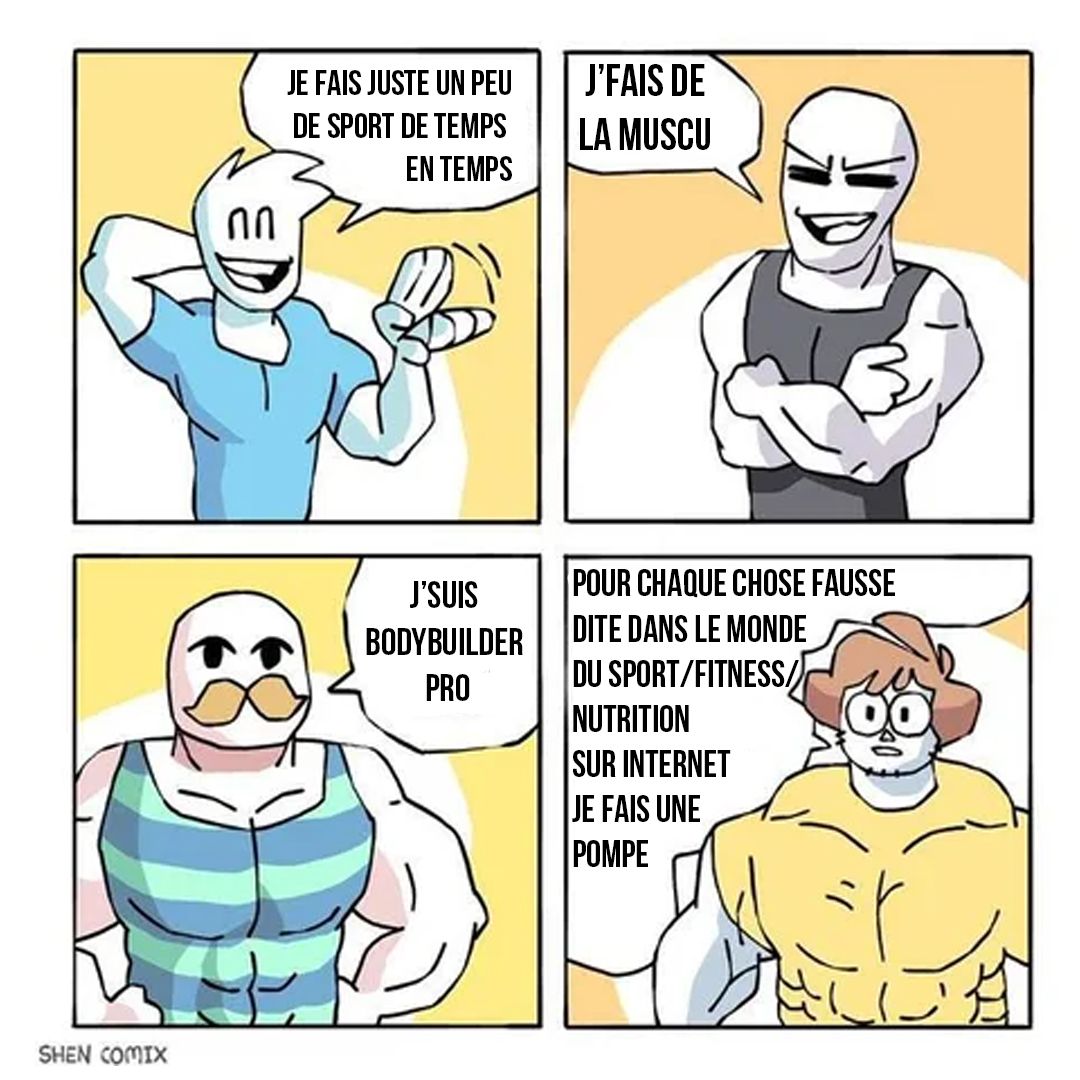 JE FAIS JUSTE UN PEU
DE SPORT DE TEMPS
EN TEMPS
J'FAIS DE
LA MUSCU
J'SUIS
BODYBUILDER
PRO
POUR CHAQUE CHOSE FAUSSE
DITE DANS LE MONDE
DU SPORT/FITNESS/
NUTRITION
SUR INTERNET
JE FAIS UNE
POMPE
SHEN COMIX